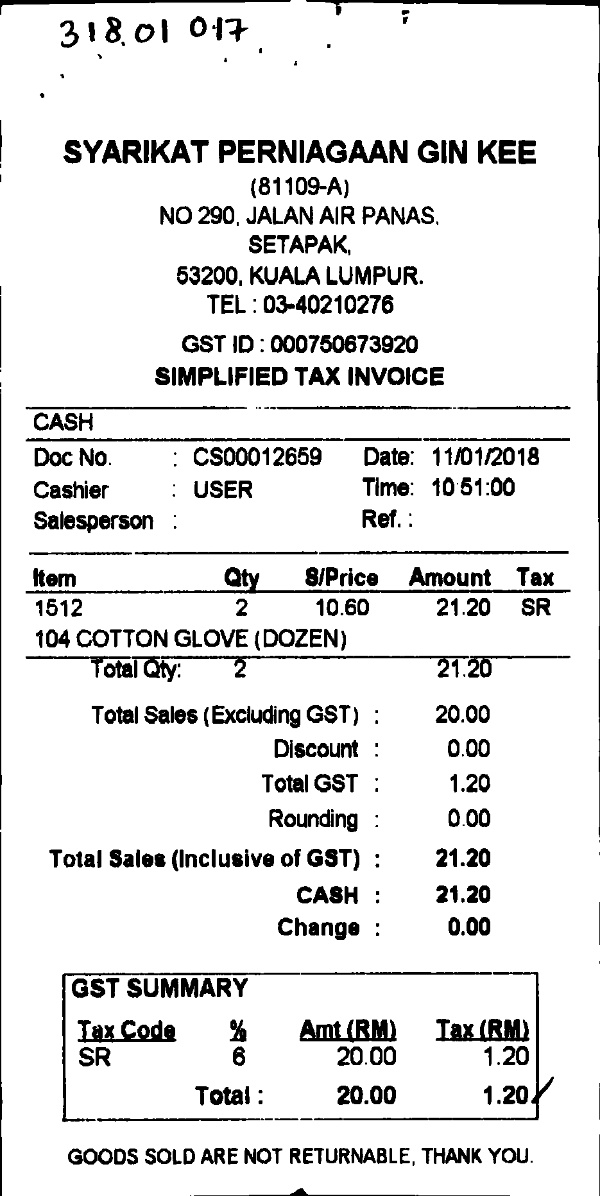 318.01 017
SYARIKAT PERNIAGAAN GIN KEE
(81109-A)
NO 290, JALAN AIR PANAS,
SETAPAK,
53200, KUALA LUMPUR.
TEL : 03-40210276
GST ID : 000750673920
SIMPLIFIED TAX INVOICE
CASH
Doc No. : CS00012659 Date: 11/01/2018
Cashier : USER Time: 10:51:00
Salesperson : Ref. :
Item Qty S/Price Amount Tax
1512 2 10.60 21.20 SR
104 COTTON GLOVE (DOZEN)
Total Qty: 2 21.20
Total Sales (Excluding GST) : 20.00
Discount : 0.00
Total GST : 1.20
Rounding : 0.00
Total Sales (Inclusive of GST) : 21.20
CASH : 21.20
Change : 0.00
GST SUMMARY
Tax Code % Amt (RM) Tax (RM)
SR 6 20.00 1.20
Total : 20.00 1.20
GOODS SOLD ARE NOT RETURNABLE, THANK YOU.